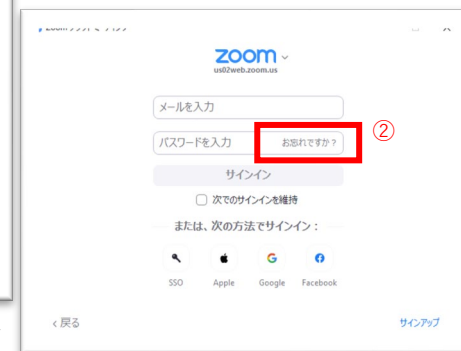 zoom
us02web.zoom.us
メールを入力
パスワードを入力 お忘れですか?
②
サインイン
次でのサインインを維持
または、次の方法でサインイン:
SSO Apple Google Facebook
<戻る サインアップ